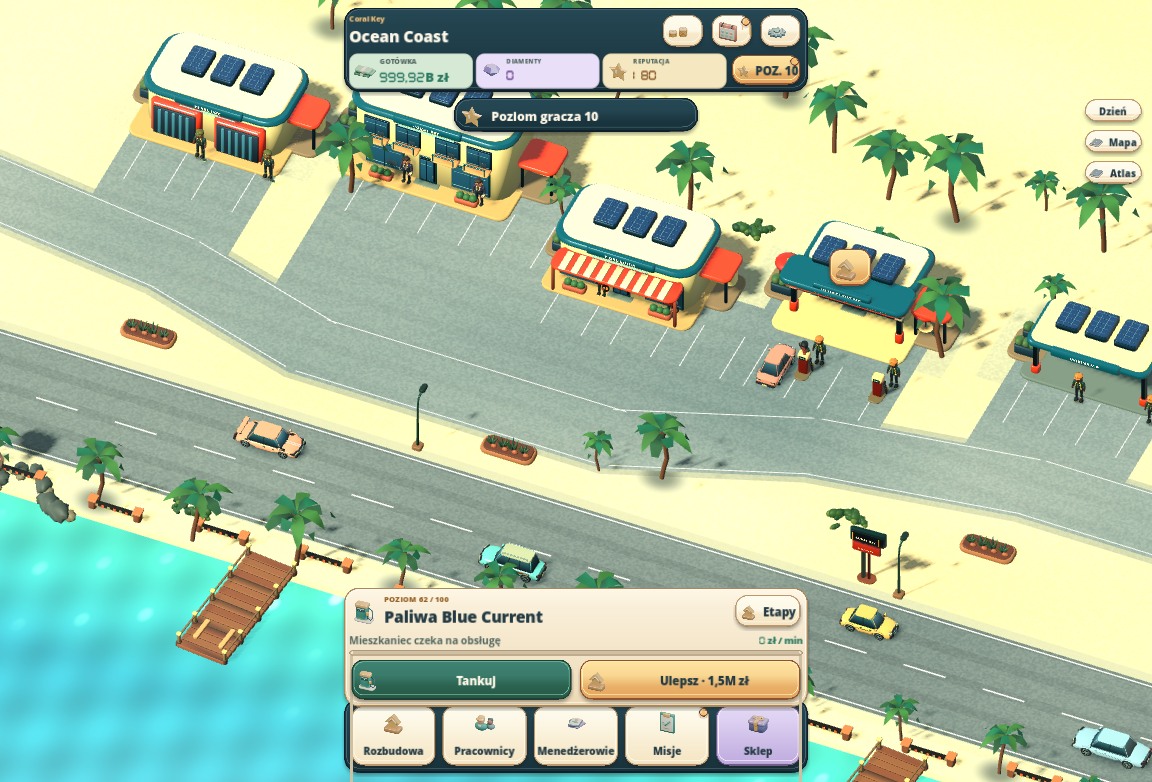 Coral Key
Ocean Coast
GOTÓWKA
999,92B zł
DIAMENTY
0
REPUTACJA
80
POZ. 10
Poziom gracza 10
Dzień
Mapa
Atlas
POZIOM 62 / 100
Paliwa Blue Current
Etapy
Mieszkaniec czeka na obsługę
0 zł / min
Tankuj
Ulepsz · 1,5M zł
Rozbudowa
Pracownicy
Menedżerowie
Misje
Sklep